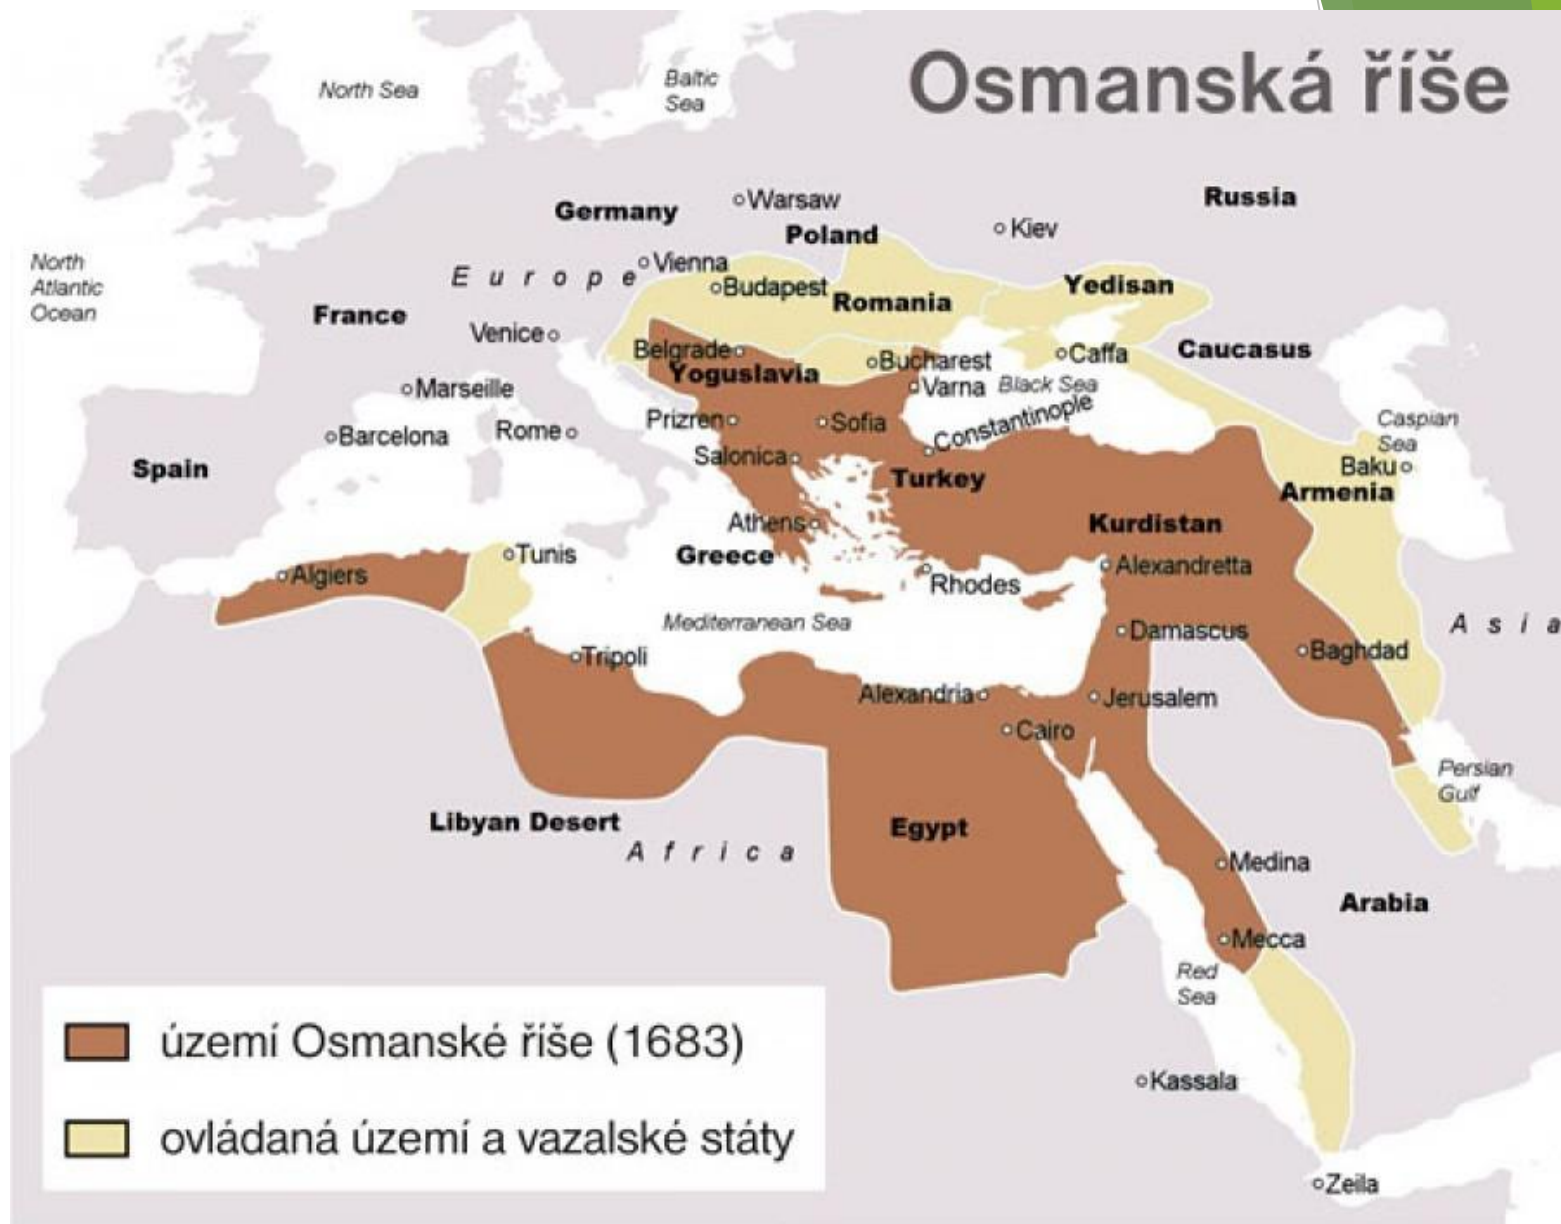 Osmanská říše
North Sea
Baltic
Sea
Russia
Warsaw
Germany
Poland
Kiev
North
Atlantic
Ocean
Vienna
Europe
Budapest
Yedisan
Romania
France
Venice
Belgrade
Bucharest
Caffa
Caucasus
Yoguslavia
Marseille
Varna
Black Sea
Prizren
Sofia
Constantinople
Caspian
Sea
Barcelona
Rome
Salonica
Baku
Spain
Turkey
Armenia
Athens
Kurdistan
Greece
Tunis
Algiers
Alexandretta
Rhodes
Mediterranean Sea
Damascus
Asia
Tripoli
Baghdad
Alexandria
Jerusalem
Cairo
Persian
Gulf
Libyan Desert
Egypt
Africa
Medina
Arabia
Mecca
Red
Sea
území Osmanské říše (1683)
Kassala
ovládaná území a vazalské státy
Zeila